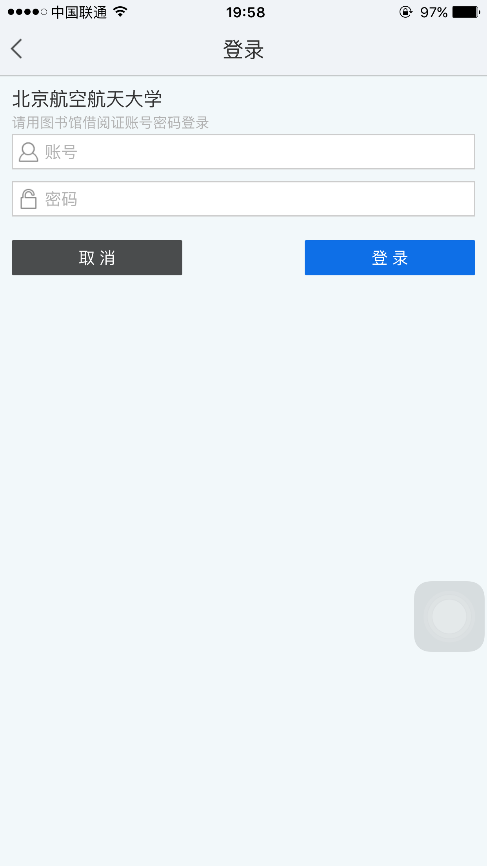 中国联通 19:58 97%
登录
北京航空航天大学
请用图书馆借阅证账号密码登录
账号
密码
取 消 登 录